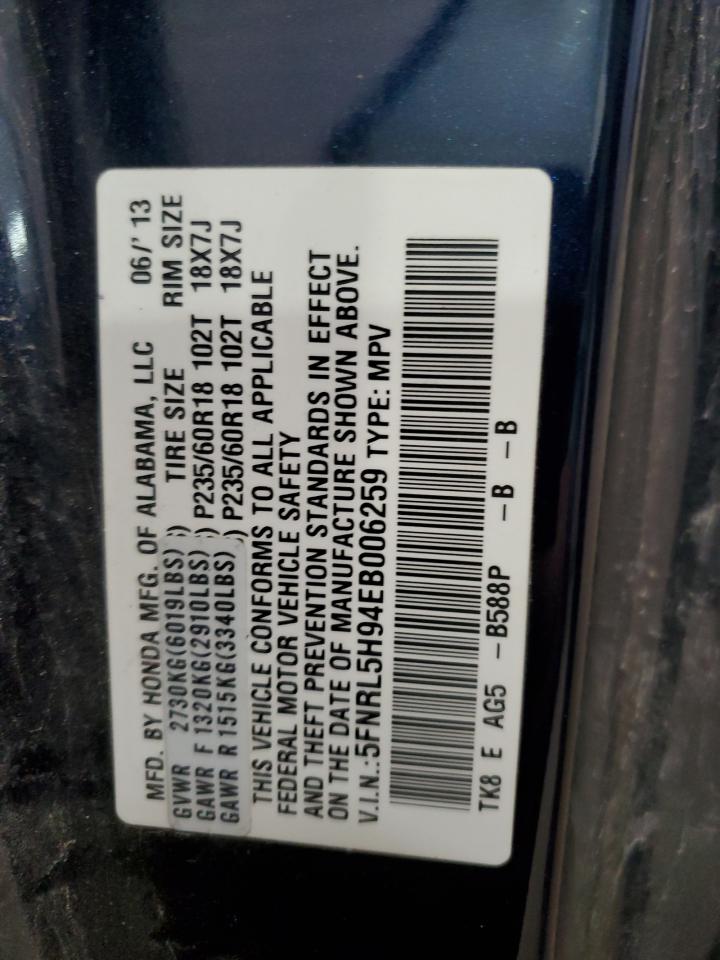 MFD. BY HONDA MFG. OF ALABAMA, LLC 06/' 13
GVWR 2730KG(6019LBS) TIRE SIZE RIM SIZE
GAWR F 1320KG(2910LBS) P235/60R18 102T 18X7J
GAWR R 1515KG(3340LBS) P235/60R18 102T 18X7J
THIS VEHICLE CONFORMS TO ALL APPLICABLE
FEDERAL MOTOR VEHICLE SAFETY
AND THEFT PREVENTION STANDARDS IN EFFECT
ON THE DATE OF MANUFACTURE SHOWN ABOVE.
V.I.N.:5FNRL5H94EB006259 TYPE: MPV
TK8 E AG5 -B588P -B -B